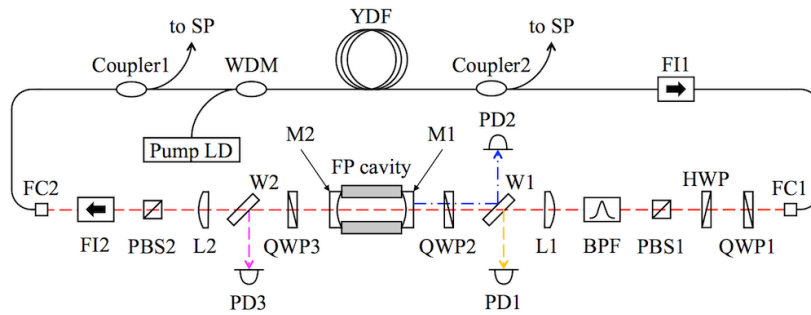 to SP
YDF
to SP
Coupler1
WDM
Coupler2
FI1
Pump LD
M2
M1
PD2
FP cavity
FC2
W2
W1
HWP
FC1
FI2
PBS2
L2
QWP3
QWP2
L1
BPF
PBS1
QWP1
PD3
PD1